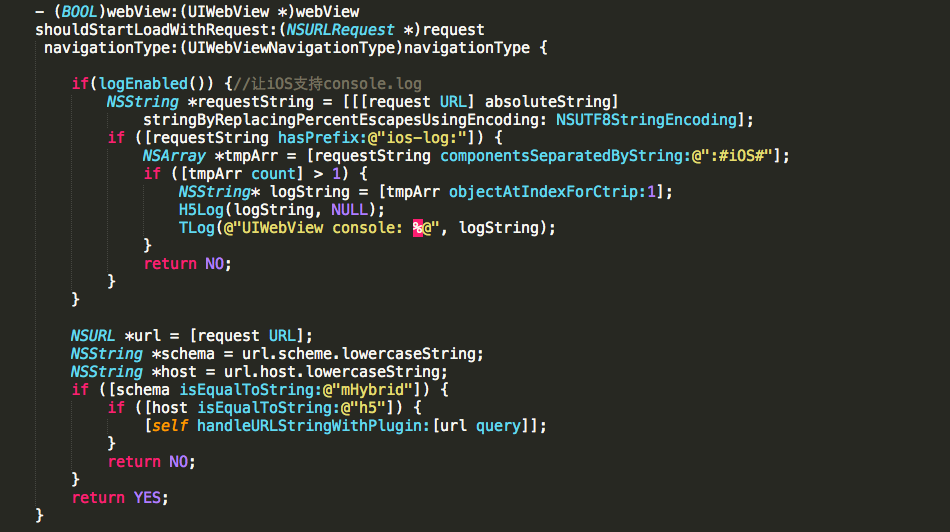 - (BOOL)webView:(UIWebView *)webView
shouldStartLoadWithRequest:(NSURLRequest *)request
 navigationType:(UIWebViewNavigationType)navigationType {

    if(logEnabled()) {//让iOS支持console.log
        NSString *requestString = [[[request URL] absoluteString]
            stringByReplacingPercentEscapesUsingEncoding: NSUTF8StringEncoding];
        if ([requestString hasPrefix:@"ios-log:"]) {
            NSArray *tmpArr = [requestString componentsSeparatedByString:@":#iOS#"];
            if ([tmpArr count] > 1) {
                NSString* logString = [tmpArr objectAtIndexForCtrip:1];
                H5Log(logString, NULL);
                TLog(@"UIWebView console: %@", logString);
            }
            return NO;
        }
    }

    NSURL *url = [request URL];
    NSString *schema = url.scheme.lowercaseString;
    NSString *host = url.host.lowercaseString;
    if ([schema isEqualToString:@"mHybrid"]) {
        if ([host isEqualToString:@"h5"]) {
            [self handleURLStringWithPlugin:[url query]];
        }
        return NO;
    }
    return YES;
}